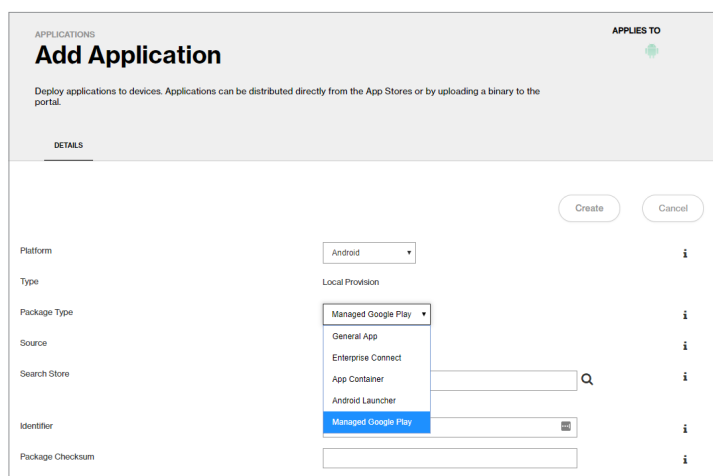 APPLICATIONS
APPLIES TO
Add Application
Deploy applications to devices. Applications can be distributed directly from the App Stores or by uploading a binary to the
portal.
DETAILS
Create
Cancel
Platform
Android
Type
Local Provision
Package Type
Managed Google Play
General App
Source
Enterprise Connect
Search Store
App Container
Android Launcher
Managed Google Play
Identifier
Package Checksum